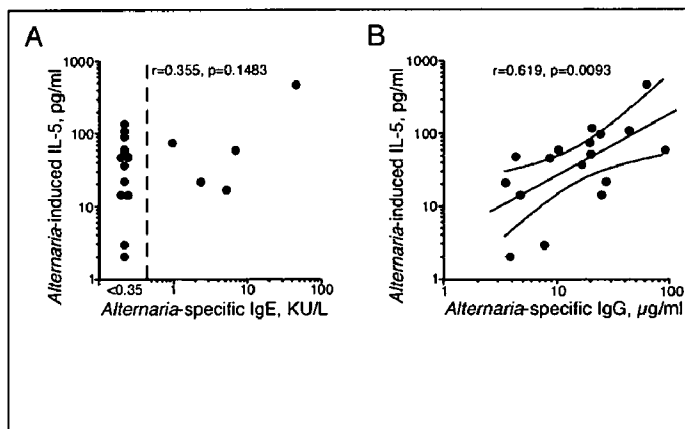 A
r=0.355, p=0.1483
Alternaria-induced IL-5, pg/ml
1000
100
10
1
<0.35
1
10
100
Alternaria-specific IgE, KU/L
B
r=0.619, p=0.0093
Alternaria-induced IL-5, pg/ml
1000
100
10
1
1
10
100
Alternaria-specific IgG, µg/ml